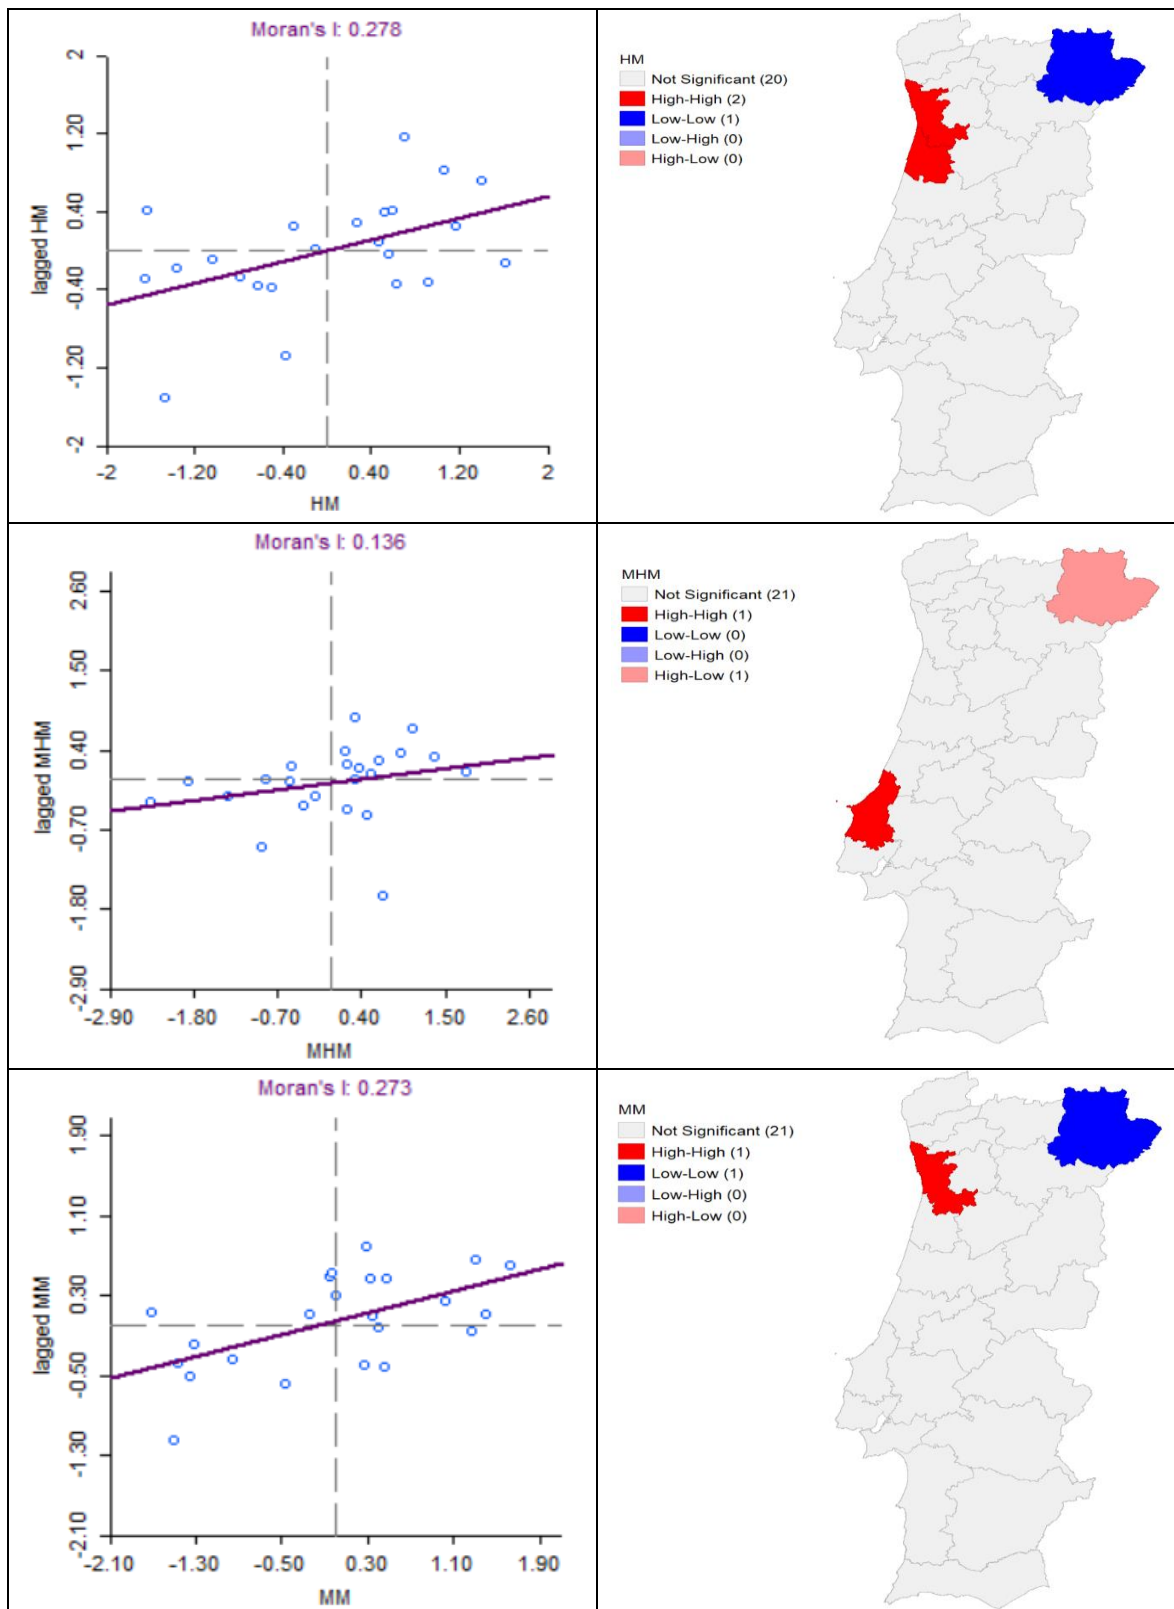 Moran's I: 0.278
2
1.20
0.40
-0.40
-1.20
-2
lagged HM
-2 -1.20 -0.40 0.40 1.20 2
HM
HM
Not Significant (20)
High-High (2)
Low-Low (1)
Low-High (0)
High-Low (0)
Moran's I: 0.136
2.60
1.50
0.40
-0.70
-1.80
-2.90
lagged MHM
-2.90 -1.80 -0.70 0.40 1.50 2.60
MHM
MHM
Not Significant (21)
High-High (1)
Low-Low (0)
Low-High (0)
High-Low (1)
Moran's I: 0.273
1.90
1.10
0.30
-0.50
-1.30
-2.10
lagged MM
-2.10 -1.30 -0.50 0.30 1.10 1.90
MM
MM
Not Significant (21)
High-High (1)
Low-Low (1)
Low-High (0)
High-Low (0)